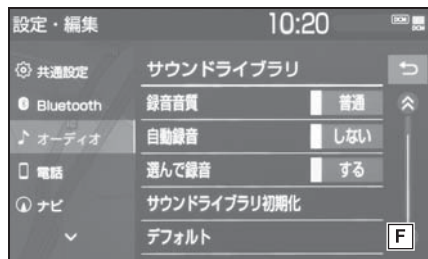 設定・編集 10:20 DCM
共通設定
Bluetooth
オーディオ
電話
ナビ
サウンドライブラリ
録音音質 普通
自動録音 しない
選んで録音 する
サウンドライブラリ初期化
デフォルト
F